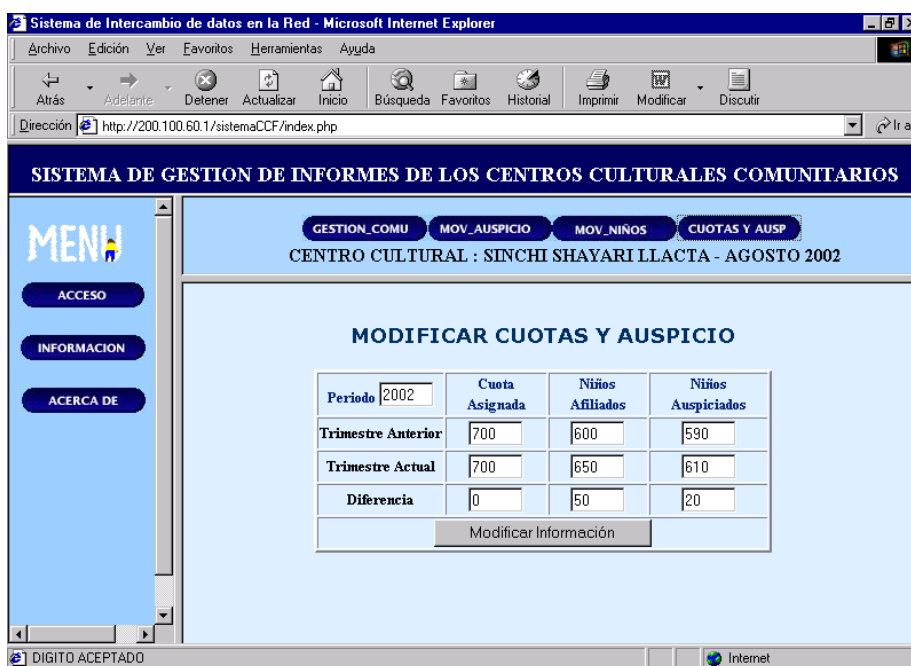 Sistema de Intercambio de datos en la Red - Microsoft Internet Explorer
Archivo Edición Ver Favoritos Herramientas Ayuda
Atrás Adelante Detener Actualizar Inicio Búsqueda Favoritos Historial Imprimir Modificar Discutir
Dirección http://200.100.60.1/sistemaCCF/index.php Ir a
SISTEMA DE GESTION DE INFORMES DE LOS CENTROS CULTURALES COMUNITARIOS
MENU
GESTION_COMU MOV_AUSPICIO MOV_NIÑOS CUOTAS Y AUSP
CENTRO CULTURAL : SINCHI SHAYARI LLACTA - AGOSTO 2002
ACCESO
INFORMACION
ACERCA DE
MODIFICAR CUOTAS Y AUSPICIO
Periodo 2002 Cuota Asignada Niños Afiliados Niños Auspiciados
Trimestre Anterior 700 600 590
Trimestre Actual 700 650 610
Diferencia 0 50 20
Modificar Información
DIGITO ACEPTADO Internet